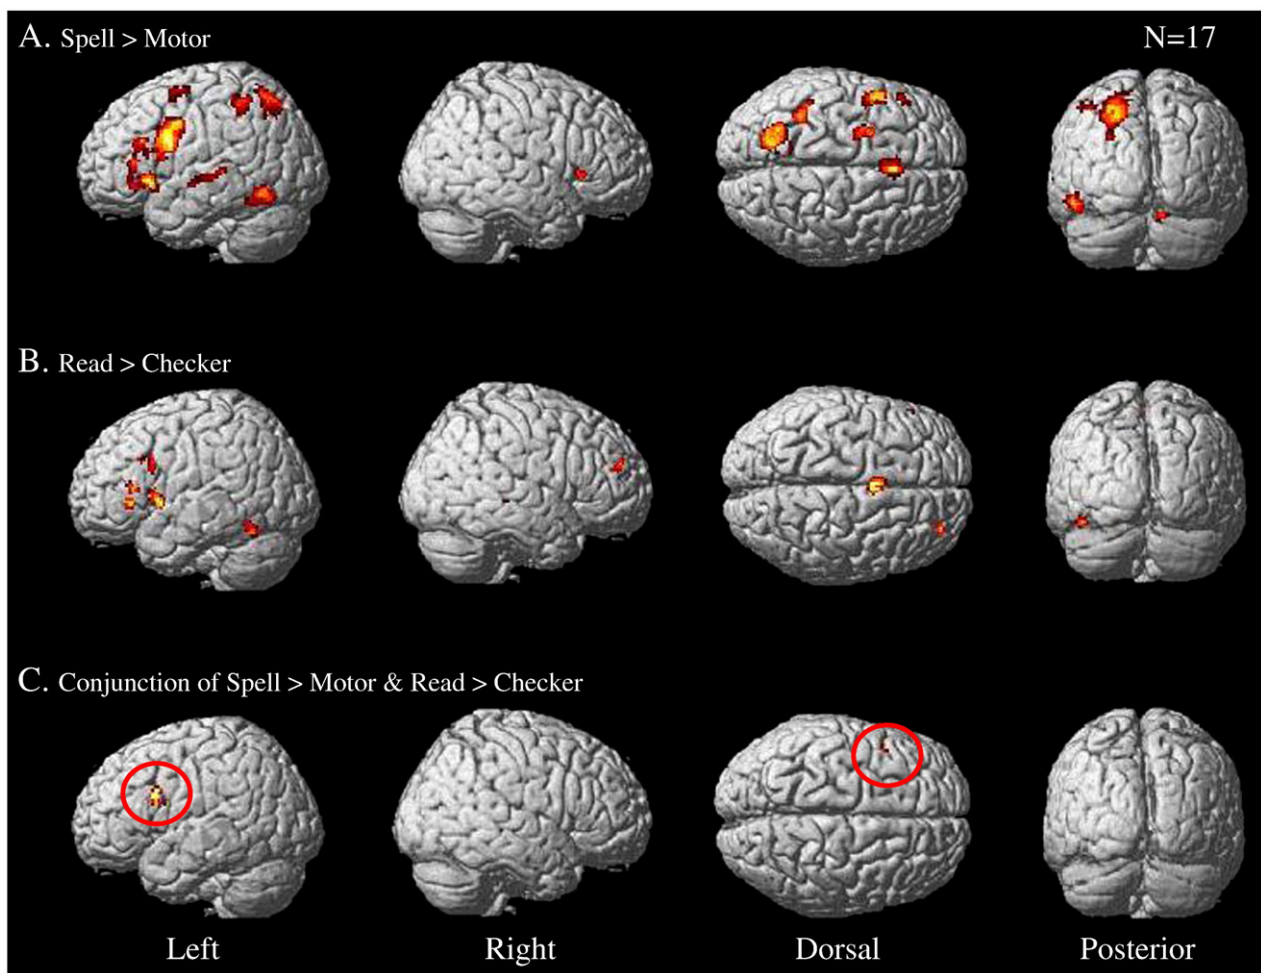 A. Spell > Motor
N=17
B. Read > Checker
C. Conjunction of Spell > Motor & Read > Checker
Left Right Dorsal Posterior